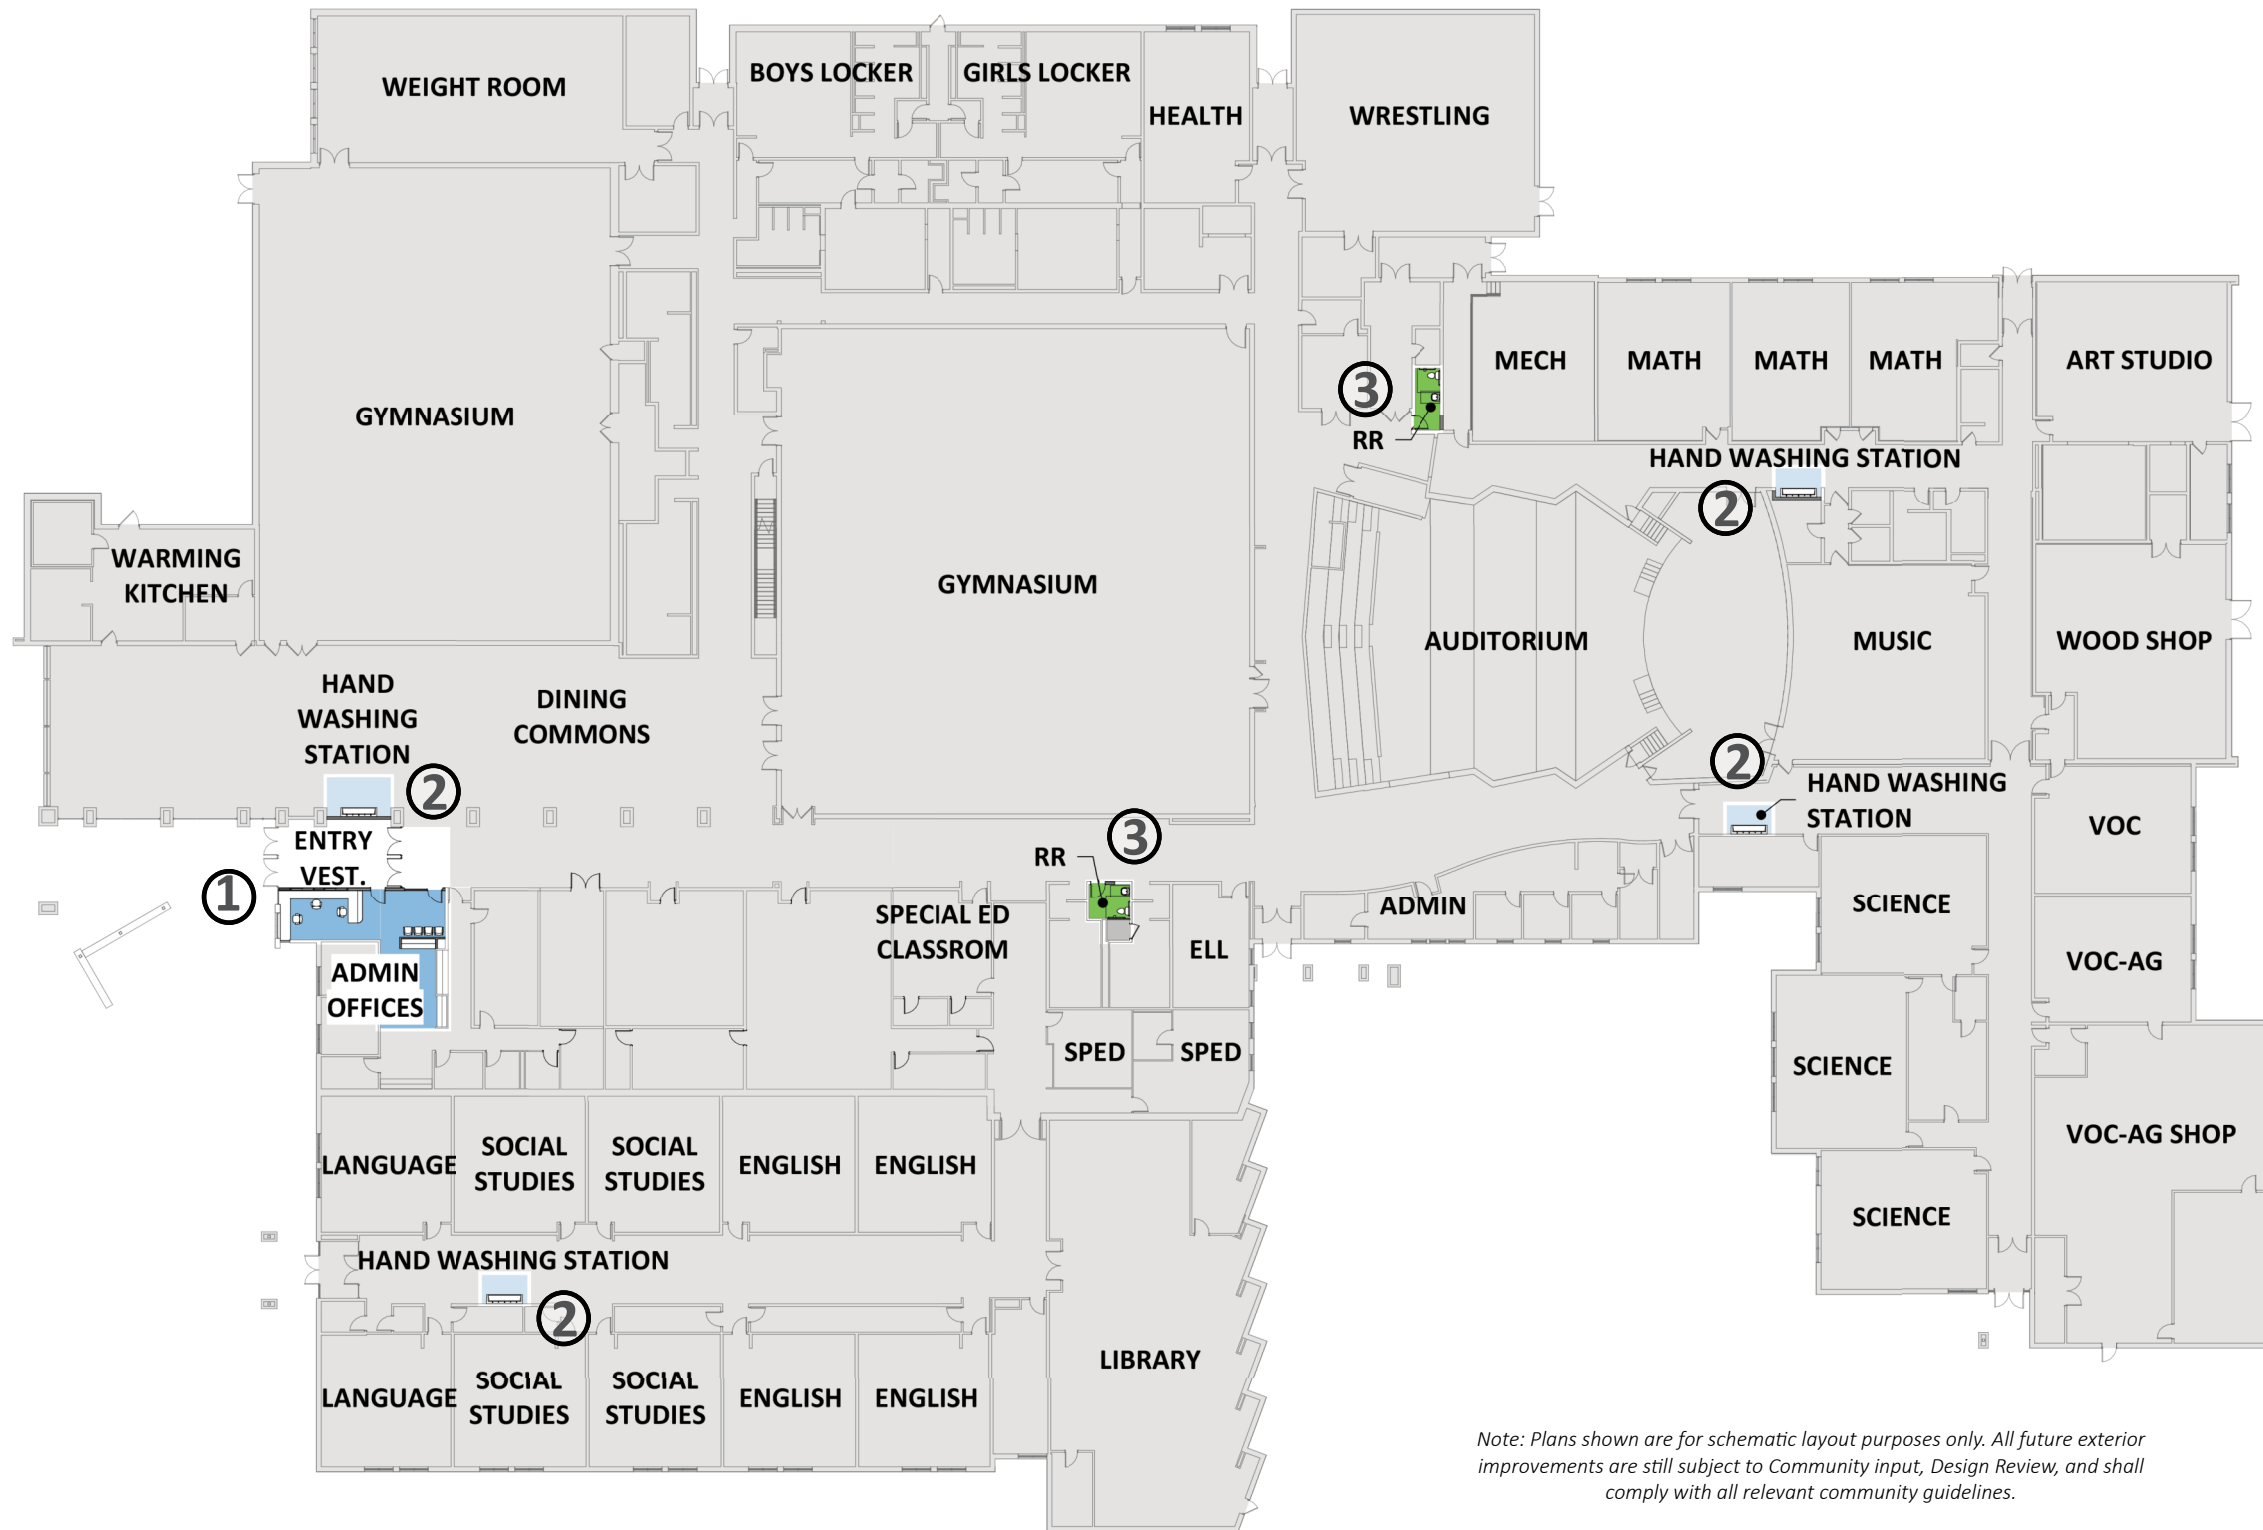 WEIGHT ROOM
BOYS LOCKER
GIRLS LOCKER
HEALTH
WRESTLING
GYMNASIUM
3
RR
MECH
MATH
MATH
MATH
ART STUDIO
HAND WASHING STATION
2
WARMING
KITCHEN
GYMNASIUM
AUDITORIUM
MUSIC
WOOD SHOP
HAND
WASHING
STATION
DINING
COMMONS
2
2
HAND WASHING
STATION
ENTRY
VEST.
1
3
RR
VOC
ADMIN
OFFICES
SPECIAL ED
CLASSROM
ELL
ADMIN
SCIENCE
VOC-AG
SPED
SPED
SCIENCE
VOC-AG SHOP
LANGUAGE
SOCIAL
STUDIES
SOCIAL
STUDIES
ENGLISH
ENGLISH
SCIENCE
HAND WASHING STATION
2
LANGUAGE
SOCIAL
STUDIES
SOCIAL
STUDIES
ENGLISH
ENGLISH
LIBRARY
Note: Plans shown are for schematic layout purposes only. All future exterior
improvements are still subject to Community input, Design Review, and shall
comply with all relevant community guidelines.